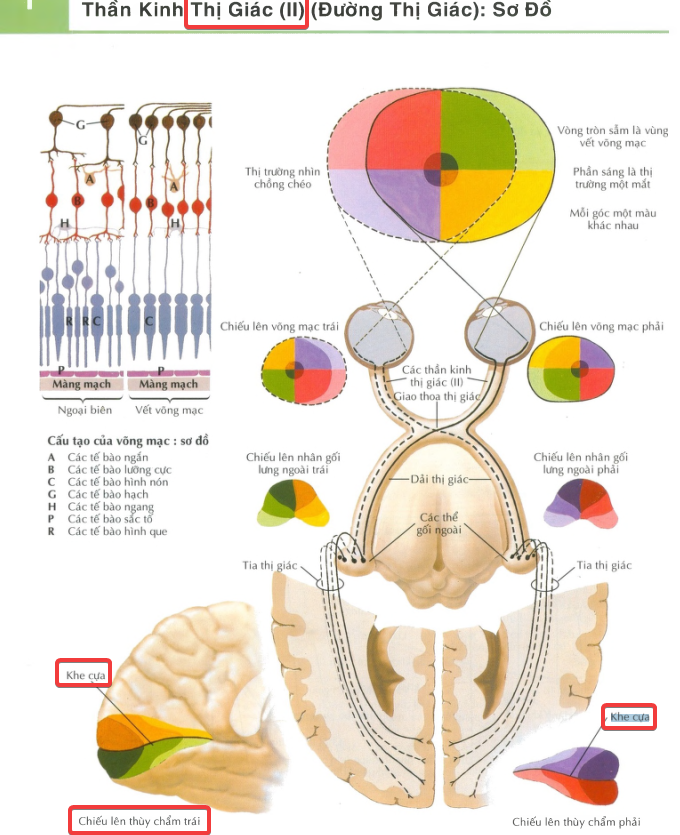 1
Thần Kinh Thị Giác (II) (Đường Thị Giác): Sơ Đồ
G
G
A
A
B
B
H
H
R
R
C
C
P
P
Màng mạch
Màng mạch
Ngoại biên
Vết võng mạc
Cấu tạo của võng mạc : sơ đồ
A Các tế bào ngắn
B Các tế bào lưỡng cực
C Các tế bào hình nón
G Các tế bào hạch
H Các tế bào ngang
P Các tế bào sắc tố
R Các tế bào hình que
Thị trường nhìn
chồng chéo
Vòng tròn sẫm là vùng
vết võng mạc
Phần sáng là thị
trường một mắt
Mỗi góc một màu
khác nhau
Chiếu lên võng mạc trái
Chiếu lên võng mạc phải
Các thần kinh
thị giác (II)
Giao thoa thị giác
Chiếu lên nhân gối
lưng ngoài trái
Chiếu lên nhân gối
lưng ngoài phải
Dải thị giác
Các thể
gối ngoài
Tia thị giác
Tia thị giác
Khe cựa
Khe cựa
Chiếu lên thùy chẩm trái
Chiếu lên thùy chẩm phải